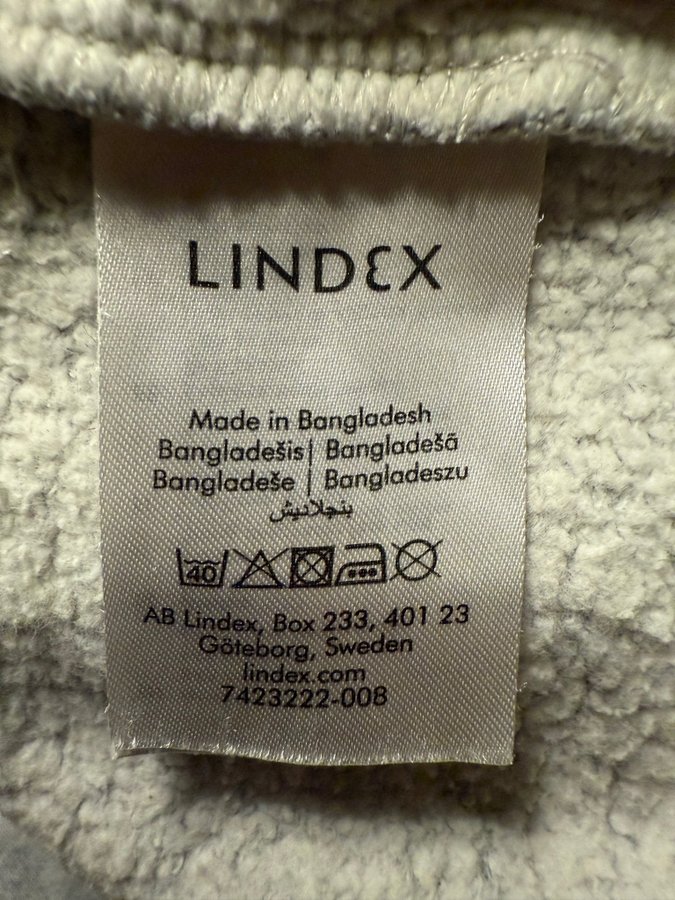 LINDEX
Made in Bangladesh
Bangladešis | Bangladešā
Bangladeše | Bangladeszu
بنجلاديش
40
AB Lindex, Box 233, 401 23
Göteborg, Sweden
lindex.com
7423222-008